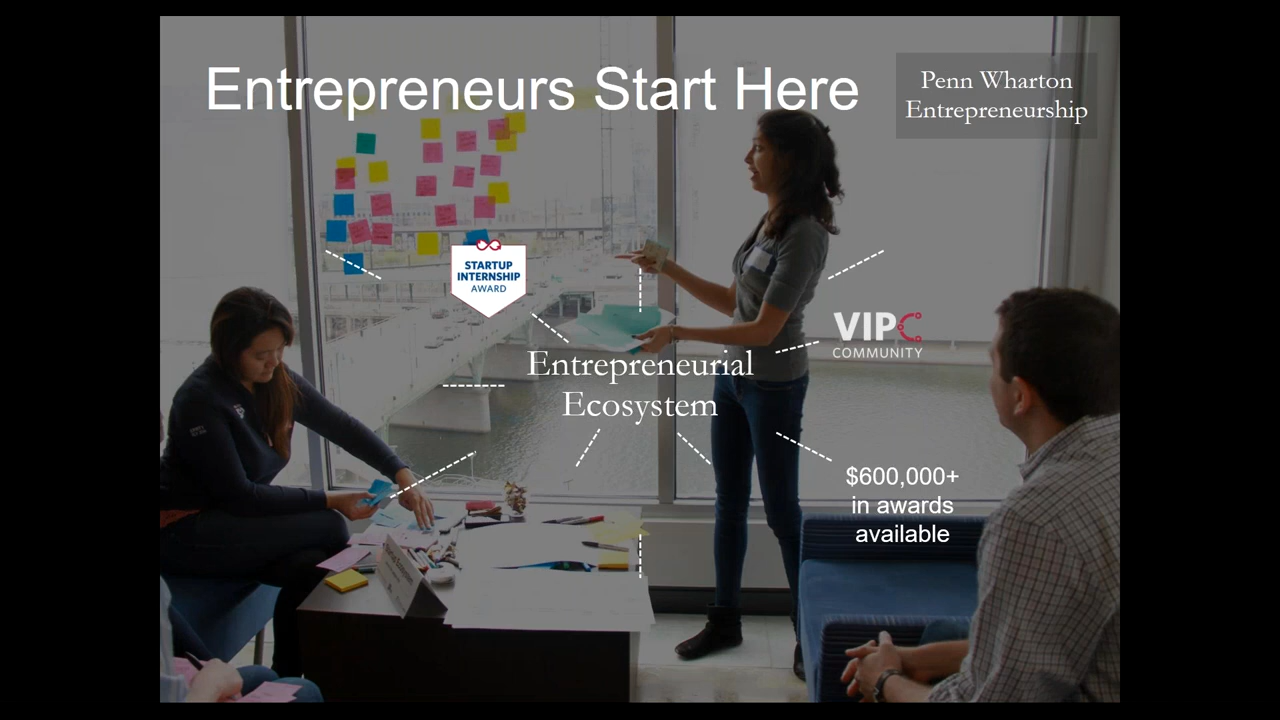 Entrepreneurs Start Here
Penn Wharton
Entrepreneurship
STARTUP
INTERNSHIP
AWARD
VIPC
COMMUNITY
Entrepreneurial
Ecosystem
$600,000+
in awards
available